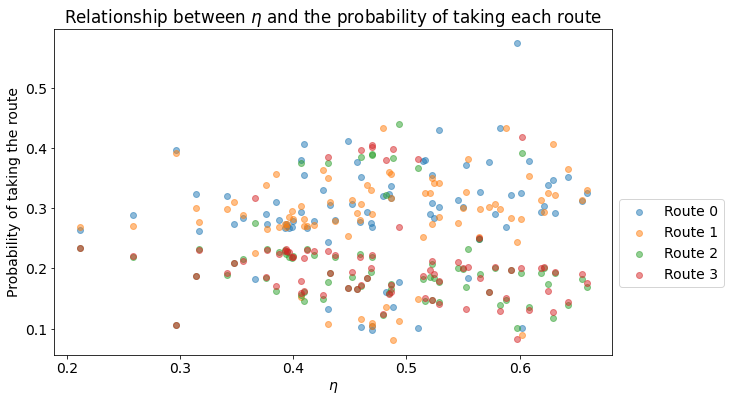 Relationship between η and the probability of taking each route
Probability of taking the route
0.5
0.4
0.3
0.2
0.1
0.2 0.3 0.4 0.5 0.6
η
Route 0
Route 1
Route 2
Route 3